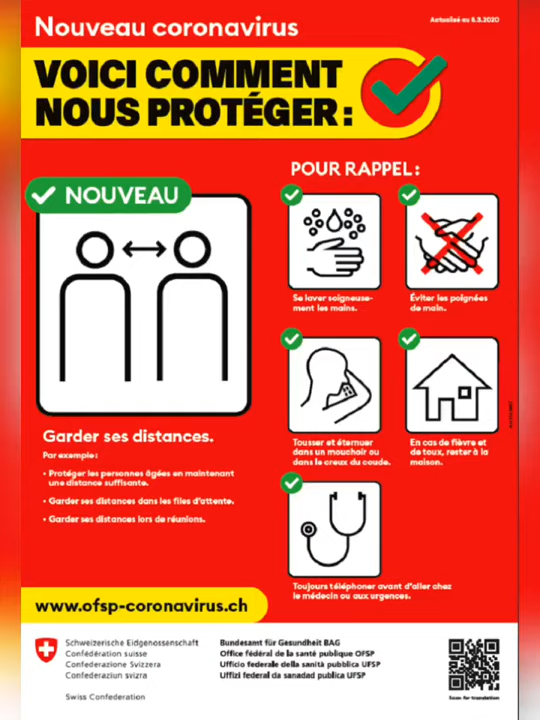 Nouveau coronavirus
Actualisé au 5.3.2020
VOICI COMMENT
NOUS PROTÉGER :
NOUVEAU
Garder ses distances.
Par exemple:
• Protéger les personnes âgées en maintenant
une distance suffisante.
• Garder ses distances dans les files d'attente.
• Garder ses distances lors de réunions.
POUR RAPPEL :
Se laver soigneuse-
ment les mains.
Éviter les poignées
de main.
Tousser et éternuer
dans un mouchoir ou
dans le creux du coude.
En cas de fièvre et
de toux, rester à la
maison.
Toujours téléphoner avant d'aller chez
le médecin ou aux urgences.
www.ofsp-coronavirus.ch
Schweizerische Eidgenossenschaft
Confédération suisse
Confederazione Svizzera
Confederaziun svizra
Swiss Confederation
Bundesamt für Gesundheit BAG
Office fédéral de la santé publique OFSP
Ufficio federale della sanità pubblica UFSP
Uffizi federal da sanadad publica UFSP
Scan for translation